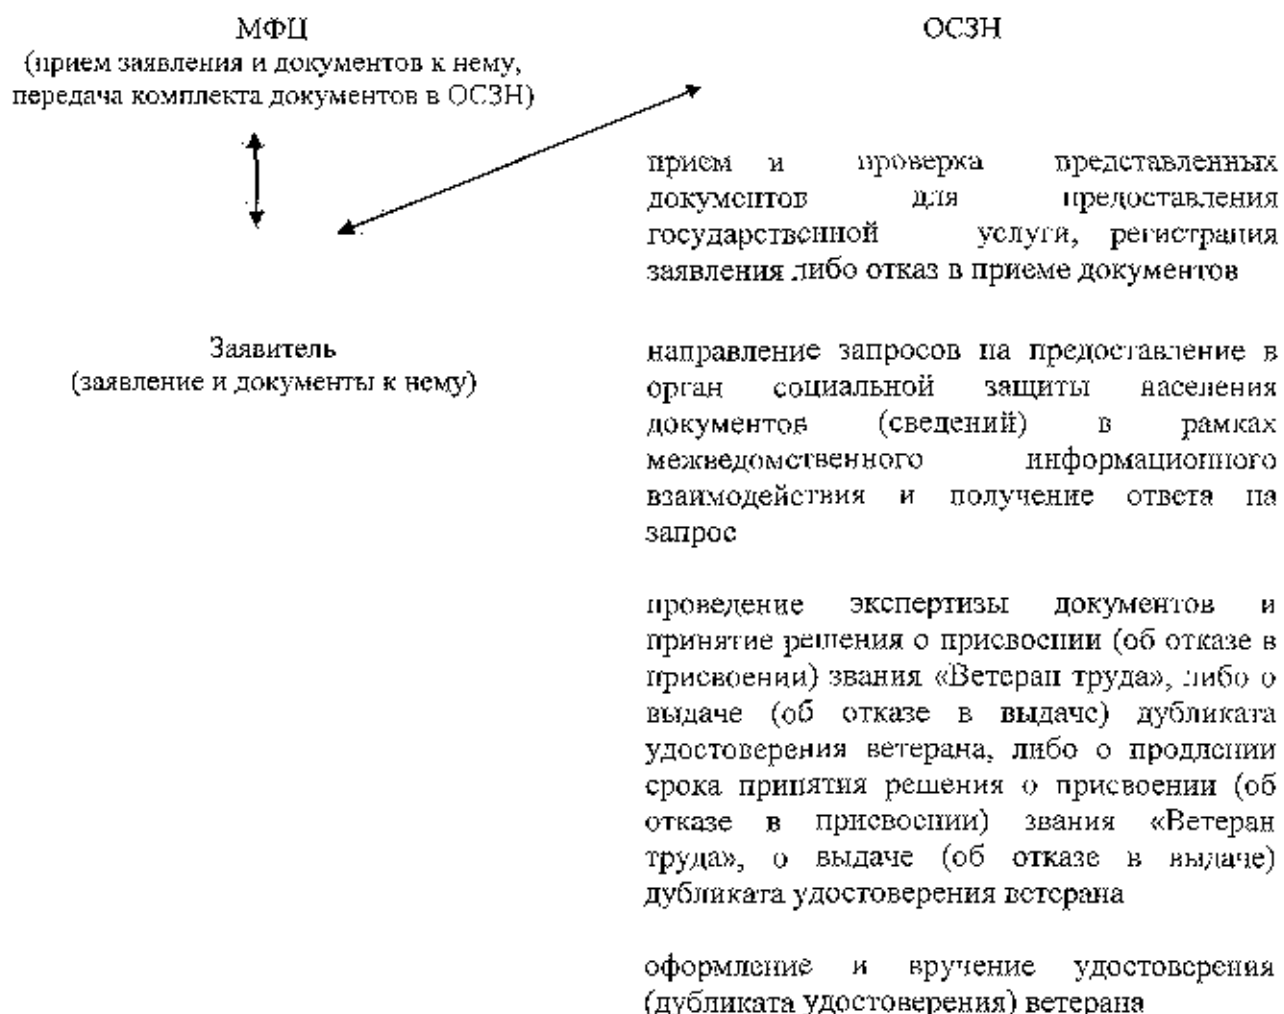 МФЦ
(прием заявления и документов к нему,
передача комплекта документов в ОСЗН)
Заявитель
(заявление и документы к нему)
ОСЗН
прием и проверка представленных
документов для предоставления
государственной услуги, регистрация
заявления либо отказ в приеме документов
направление запросов на предоставление в
орган социальной защиты населения
документов (сведений) в рамках
межведомственного информационного
взаимодействия и получение ответа на
запрос
проведение экспертизы документов и
принятие решения о присвоении (об отказе в
присвоении) звания «Ветеран труда», либо о
выдаче (об отказе в выдаче) дубликата
удостоверения ветерана, либо о продлении
срока принятия решения о присвоении (об
отказе в присвоении) звания «Ветеран
труда», о выдаче (об отказе в выдаче)
дубликата удостоверения ветерана
оформление и вручение удостоверения
(дубликата удостоверения) ветерана